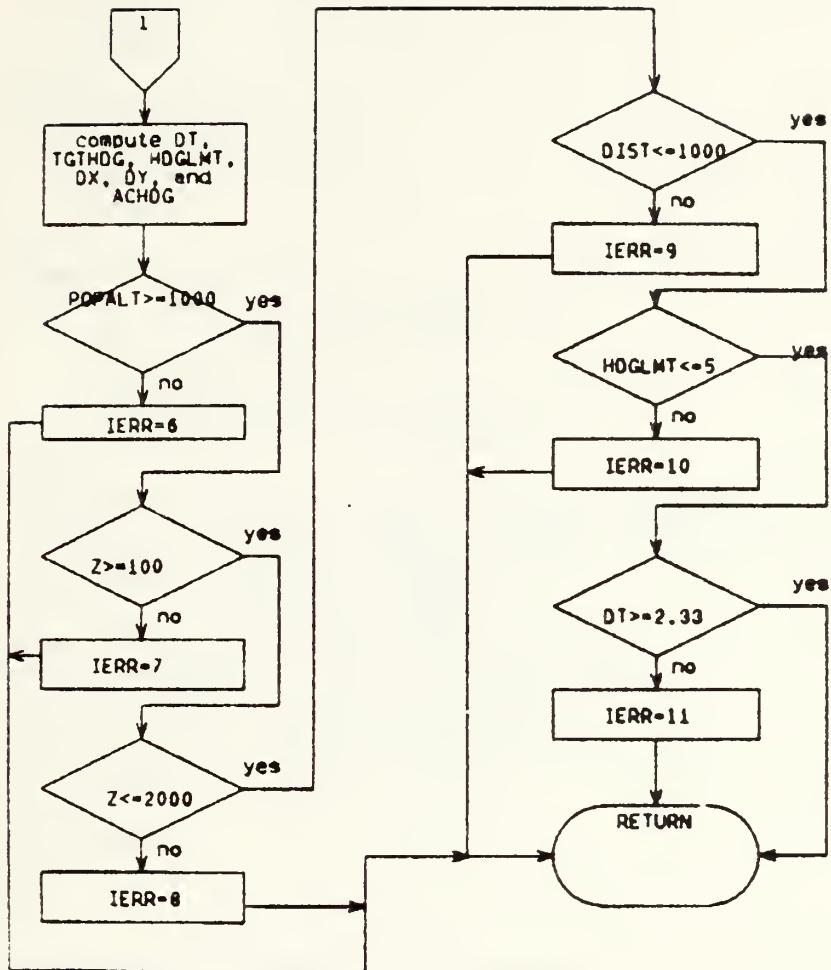 1
compute DT,
TGTHDG, HDGLMT,
DX, DY, and
ACHDG
POPALT>=1000
yes
no
IERR=6
Z>=100
yes
no
IERR=7
Z<=2000
yes
no
IERR=8
DIST<=1000
yes
no
IERR=9
HDGLMT<=5
yes
no
IERR=10
DT>=2.33
yes
no
IERR=11
RETURN